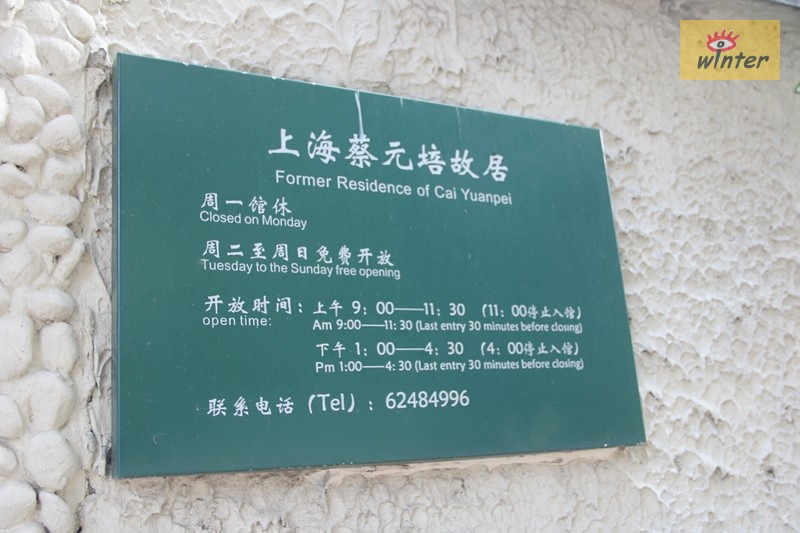 winter
上海蔡元培故居
Former Residence of Cai Yuanpei
周一馆休
Closed on Monday
周二至周日免费开放
Tuesday to the Sunday free opening
开放时间：上午 9：00——11：30 （11：00停止入馆）
open time: Am 9:00——11:30 (Last entry 30 minutes before closing)
下午 1：00——4：30 （4：00停止入馆）
Pm 1:00——4:30 (Last entry 30 minutes before closing)
联系电话（Tel）：62484996